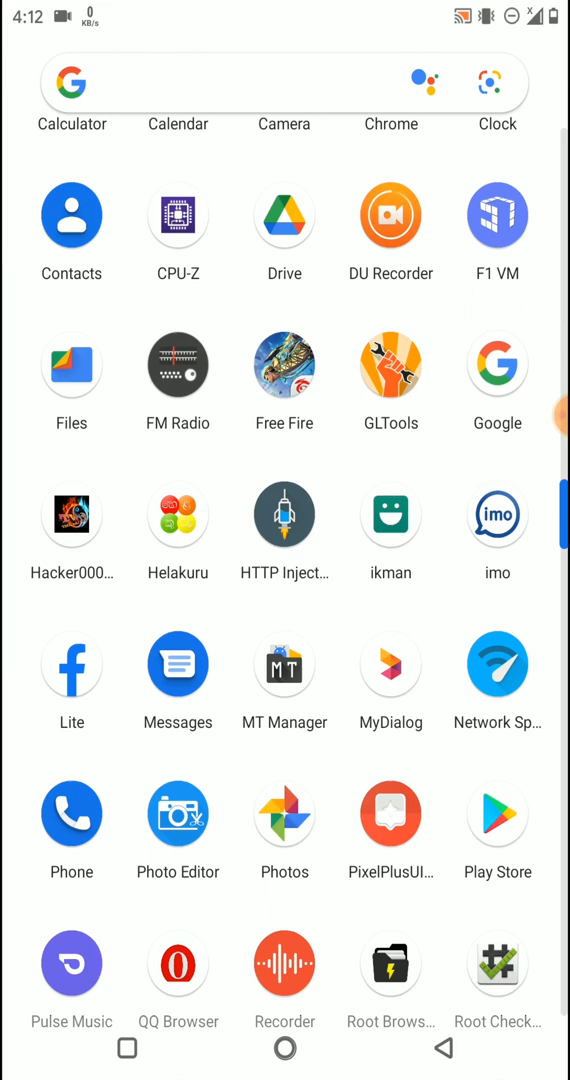 4:12 0 KB/s
Calculator Calendar Camera Chrome Clock
Contacts CPU-Z Drive DU Recorder F1 VM
Files FM Radio Free Fire GLTools Google
imo
Hacker000... Helakuru HTTP Inject... ikman imo
MT
Lite Messages MT Manager MyDialog Network Sp...
Phone Photo Editor Photos PixelPlusUI... Play Store
Pulse Music QQ Browser Recorder Root Brows... Root Check...